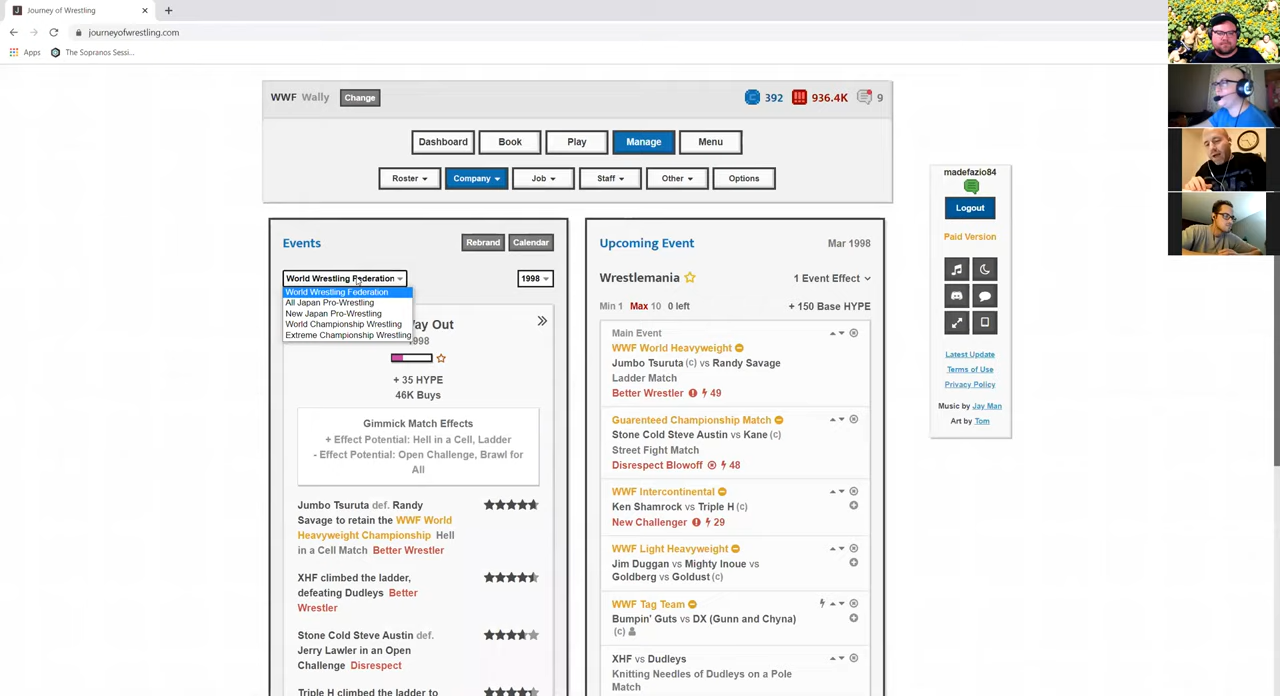 Journey of Wrestling
journeyofwrestling.com
Apps The Sopranos Sessi...
WWF Wally Change 392 936.4K 9
Dashboard Book Play Manage Menu
Roster Company Job Staff Other Options
madefazio84
Logout
Paid Version
Latest Update
Terms of Use
Privacy Policy
Music by Jay Man
Art by Tom
Events Rebrand Calendar
World Wrestling Federation 1998
World Wrestling Federation
All Japan Pro-Wrestling
New Japan Pro-Wrestling
World Championship Wrestling
Extreme Championship Wrestling
ay Out
1998
+ 35 HYPE
46K Buys
Gimmick Match Effects
+ Effect Potential: Hell in a Cell, Ladder
- Effect Potential: Open Challenge, Brawl for
All
Jumbo Tsuruta def. Randy
Savage to retain the WWF World
Heavyweight Championship Hell
in a Cell Match Better Wrestler
XHF climbed the ladder,
defeating Dudleys Better
Wrestler
Stone Cold Steve Austin def.
Jerry Lawler in an Open
Challenge Disrespect
Triple H climbed the ladder to
Upcoming Event Mar 1998
Wrestlemania 1 Event Effect
Min 1 Max 10 0 left + 150 Base HYPE
Main Event
WWF World Heavyweight
Jumbo Tsuruta (c) vs Randy Savage
Ladder Match
Better Wrestler 49
Guarenteed Championship Match
Stone Cold Steve Austin vs Kane (c)
Street Fight Match
Disrespect Blowoff 48
WWF Intercontinental
Ken Shamrock vs Triple H (c)
New Challenger 29
WWF Light Heavyweight
Jim Duggan vs Mighty Inoue vs
Goldberg vs Goldust (c)
WWF Tag Team
Bumpin' Guts vs DX (Gunn and Chyna)
(c)
XHF vs Dudleys
Knitting Needles of Dudleys on a Pole
Match